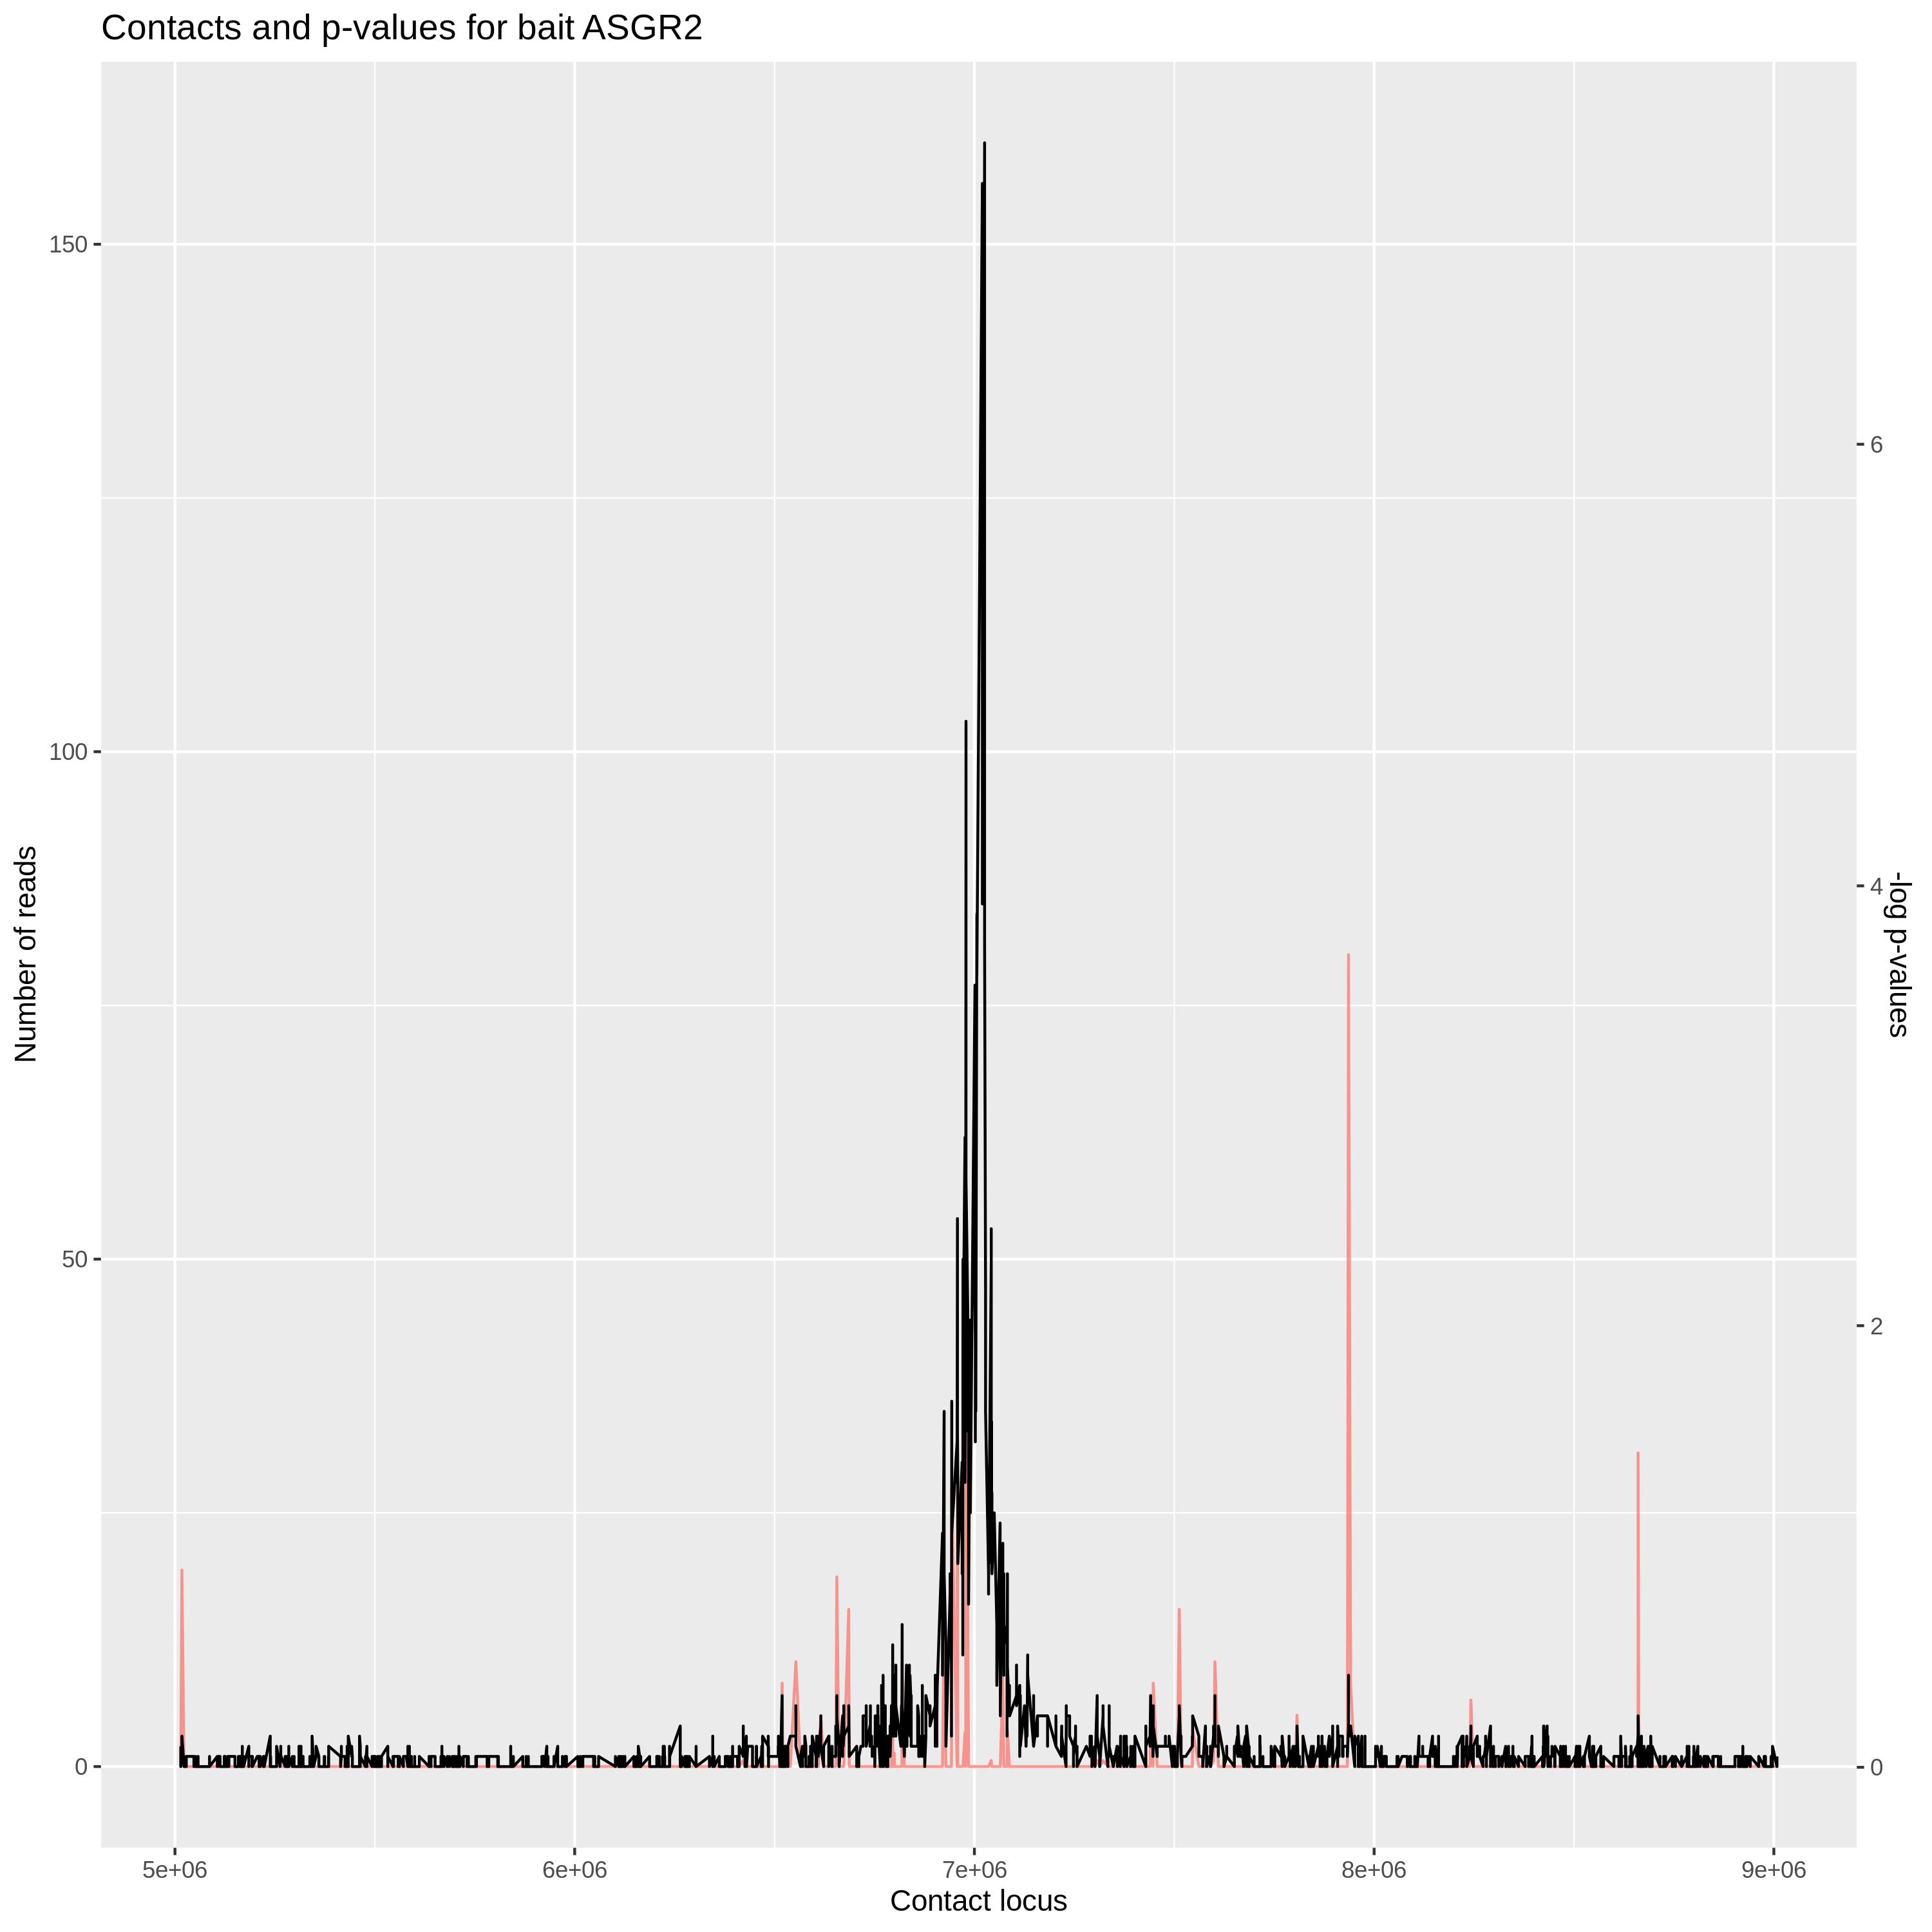 Contacts and p-values for bait ASGR2
150
100
50
0
6
4
2
0
Number of reads
-log p-values
5e+06 6e+06 7e+06 8e+06 9e+06
Contact locus